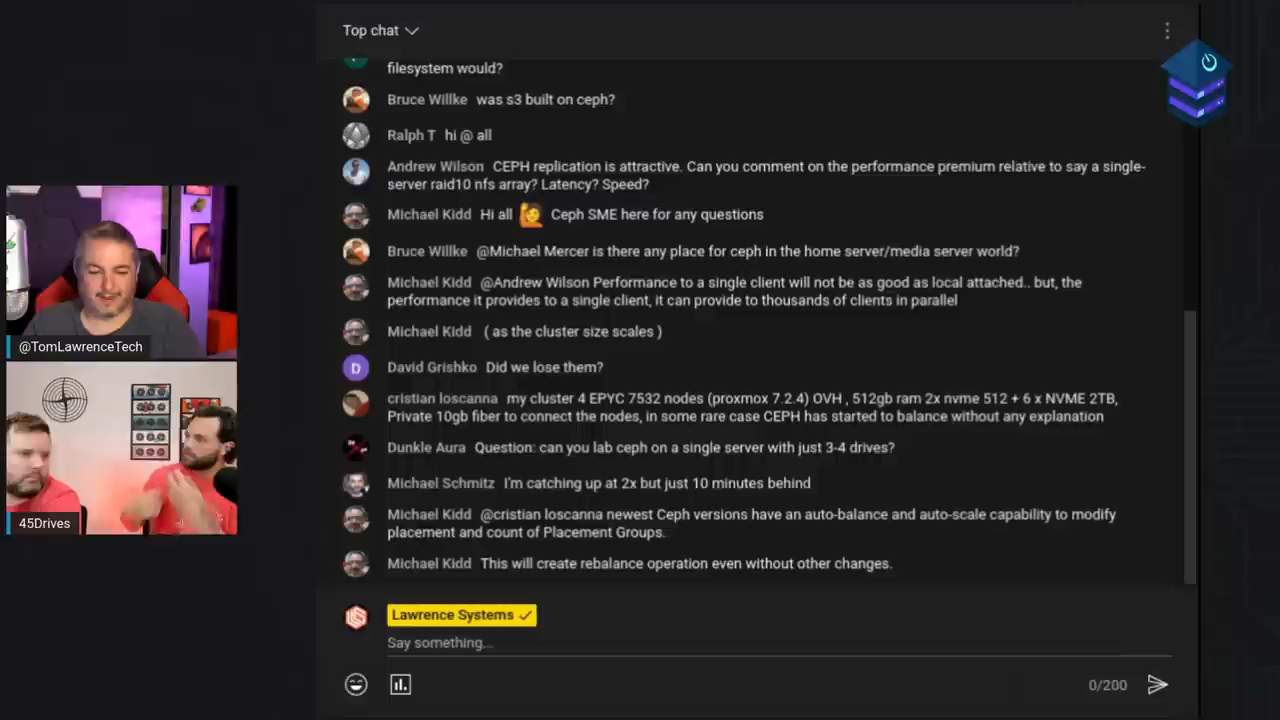 Top chat
filesystem would?
Bruce Willke was s3 built on ceph?
Ralph T hi @ all
Andrew Wilson CEPH replication is attractive. Can you comment on the performance premium relative to say a single-
server raid10 nfs array? Latency? Speed?
Michael Kidd Hi all 🙋 Ceph SME here for any questions
Bruce Willke @Michael Mercer is there any place for ceph in the home server/media server world?
Michael Kidd @Andrew Wilson Performance to a single client will not be as good as local attached.. but, the
performance it provides to a single client, it can provide to thousands of clients in parallel
Michael Kidd ( as the cluster size scales )
D
David Grishko Did we lose them?
cristian loscanna my cluster 4 EPYC 7532 nodes (proxmox 7.2.4) OVH , 512gb ram 2x nvme 512 + 6 x NVME 2TB,
Private 10gb fiber to connect the nodes, in some rare case CEPH has started to balance without any explanation
Dunkle Aura Question: can you lab ceph on a single server with just 3-4 drives?
Michael Schmitz I'm catching up at 2x but just 10 minutes behind
Michael Kidd @cristian loscanna newest Ceph versions have an auto-balance and auto-scale capability to modify
placement and count of Placement Groups.
Michael Kidd This will create rebalance operation even without other changes.
Lawrence Systems ✓
Say something...
0/200
@TomLawrenceTech
45Drives